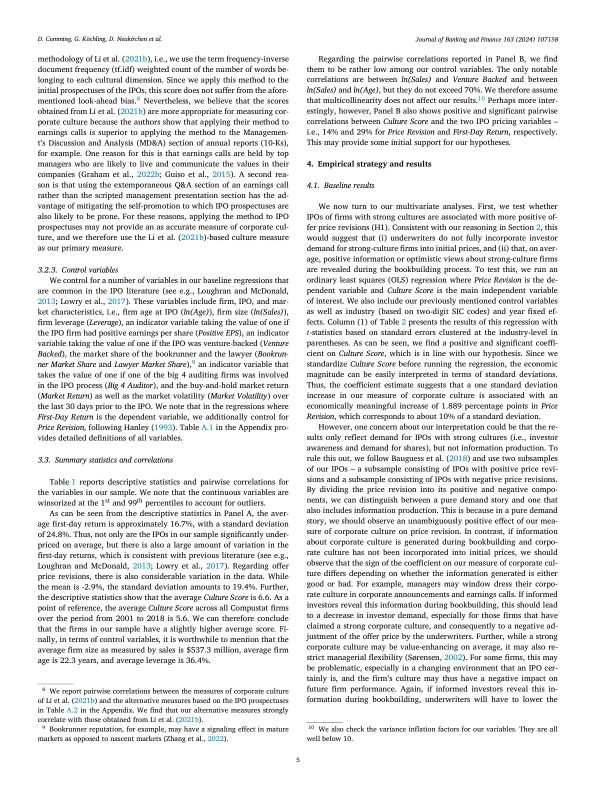 D. Cumming, G. Köchling, D. Neukirchen et al.
Journal of Banking and Finance 163 (2024) 107158
methodology of Li et al. (2021b), i.e., we use the term frequency-inverse
document frequency (tf.idf) weighted count of the number of words be-
longing to each cultural dimension. Since we apply this method to the
initial prospectuses of the IPOs, this score does not suffer from the afore-
mentioned look-ahead bias.8 Nevertheless, we believe that the scores
obtained from Li et al. (2021b) are more appropriate for measuring cor-
porate culture because the authors show that applying their method to
earnings calls is superior to applying the method to the Managemen-
t's Discussion and Analysis (MD&A) section of annual reports (10-Ks),
for example. One reason for this is that earnings calls are held by top
managers who are likely to live and communicate the values in their
companies (Graham et al., 2022b; Guiso et al., 2015). A second rea-
son is that using the extemporaneous Q&A section of an earnings call
rather than the scripted management presentation section has the ad-
vantage of mitigating the self-promotion to which IPO prospectuses are
also likely to be prone. For these reasons, applying the method to IPO
prospectuses may not provide an as accurate measure of corporate cul-
ture, and we therefore use the Li et al. (2021b)-based culture measure
as our primary measure.
3.2.3. Control variables
We control for a number of variables in our baseline regressions that
are common in the IPO literature (see e.g., Loughran and McDonald,
2013; Lowry et al., 2017). These variables include firm, IPO, and mar-
ket characteristics, i.e., firm age at IPO (ln(Age)), firm size (ln(Sales)),
firm leverage (Leverage), an indicator variable taking the value of one if
the IPO firm had positive earnings per share (Positive EPS), an indicator
variable taking the value of one if the IPO was venture-backed (Venture
Backed), the market share of the bookrunner and the lawyer (Bookrun-
ner Market Share and Lawyer Market Share),9 an indicator variable that
takes the value of one if one of the big 4 auditing firms was involved
in the IPO process (Big 4 Auditor), and the buy-and-hold market return
(Market Return) as well as the market volatility (Market Volatility) over
the last 30 days prior to the IPO. We note that in the regressions where
First-Day Return is the dependent variable, we additionally control for
Price Revision, following Hanley (1993). Table A.1 in the Appendix pro-
vides detailed definitions of all variables.
3.3. Summary statistics and correlations
Table 1 reports descriptive statistics and pairwise correlations for
the variables in our sample. We note that the continuous variables are
winsorized at the 1st and 99th percentiles to account for outliers.
As can be seen from the descriptive statistics in Panel A, the aver-
age first-day return is approximately 16.7%, with a standard deviation
of 24.8%. Thus, not only are the IPOs in our sample significantly under-
priced on average, but there is also a large amount of variation in the
first-day returns, which is consistent with previous literature (see e.g.,
Loughran and McDonald, 2013; Lowry et al., 2017). Regarding offer
price revisions, there is also considerable variation in the data. While
the mean is -2.9%, the standard deviation amounts to 19.4%. Further,
the descriptive statistics show that the average Culture Score is 6.6. As a
point of reference, the average Culture Score across all Compustat firms
over the period from 2001 to 2018 is 5.6. We can therefore conclude
that the firms in our sample have a slightly higher average score. Fi-
nally, in terms of control variables, it is worthwhile to mention that the
average firm size as measured by sales is $537.3 million, average firm
age is 22.3 years, and average leverage is 36.4%.
8 We report pairwise correlations between the measures of corporate culture
of Li et al. (2021b) and the alternative measures based on the IPO prospectuses
in Table A.2 in the Appendix. We find that our alternative measures strongly
correlate with those obtained from Li et al. (2021b).
9 Bookrunner reputation, for example, may have a signaling effect in mature
markets as opposed to nascent markets (Zhang et al., 2022).
Regarding the pairwise correlations reported in Panel B, we find
them to be rather low among our control variables. The only notable
correlations are between ln(Sales) and Venture Backed and between
ln(Sales) and ln(Age), but they do not exceed 70%. We therefore assume
that multicollinearity does not affect our results.10 Perhaps more inter-
estingly, however, Panel B also shows positive and significant pairwise
correlations between Culture Score and the two IPO pricing variables –
i.e., 14% and 29% for Price Revision and First-Day Return, respectively.
This may provide some initial support for our hypotheses.
4. Empirical strategy and results
4.1. Baseline results
We now turn to our multivariate analyses. First, we test whether
IPOs of firms with strong cultures are associated with more positive of-
fer price revisions (H1). Consistent with our reasoning in Section 2, this
would suggest that (i) underwriters do not fully incorporate investor
demand for strong-culture firms into initial prices, and (ii) that, on aver-
age, positive information or optimistic views about strong-culture firms
are revealed during the bookbuilding process. To test this, we run an
ordinary least squares (OLS) regression where Price Revision is the de-
pendent variable and Culture Score is the main independent variable
of interest. We also include our previously mentioned control variables
as well as industry (based on two-digit SIC codes) and year fixed ef-
fects. Column (1) of Table 2 presents the results of this regression with
t-statistics based on standard errors clustered at the industry-level in
parentheses. As can be seen, we find a positive and significant coeffi-
cient on Culture Score, which is in line with our hypothesis. Since we
standardize Culture Score before running the regression, the economic
magnitude can be easily interpreted in terms of standard deviations.
Thus, the coefficient estimate suggests that a one standard deviation
increase in our measure of corporate culture is associated with an
economically meaningful increase of 1.889 percentage points in Price
Revision, which corresponds to about 10% of a standard deviation.
However, one concern about our interpretation could be that the re-
sults only reflect demand for IPOs with strong cultures (i.e., investor
awareness and demand for shares), but not information production. To
rule this out, we follow Bauguess et al. (2018) and use two subsamples
of our IPOs – a subsample consisting of IPOs with positive price revi-
sions and a subsample consisting of IPOs with negative price revisions.
By dividing the price revision into its positive and negative compo-
nents, we can distinguish between a pure demand story and one that
also includes information production. This is because in a pure demand
story, we should observe an unambiguously positive effect of our mea-
sure of corporate culture on price revision. In contrast, if information
about corporate culture is generated during bookbuilding and corpo-
rate culture has not been incorporated into initial prices, we should
observe that the sign of the coefficient on our measure of corporate cul-
ture differs depending on whether the information generated is either
good or bad. For example, managers may window dress their corpo-
rate culture in corporate announcements and earnings calls. If informed
investors reveal this information during bookbuilding, this should lead
to a decrease in investor demand, especially for those firms that have
claimed a strong corporate culture, and consequently to a negative ad-
justment of the offer price by the underwriters. Further, while a strong
corporate culture may be value-enhancing on average, it may also re-
strict managerial flexibility (Sørensen, 2002). For some firms, this may
be problematic, especially in a changing environment that an IPO cer-
tainly is, and the firm's culture may thus have a negative impact on
future firm performance. Again, if informed investors reveal this in-
formation during bookbuilding, underwriters will have to lower the
10 We also check the variance inflation factors for our variables. They are all
well below 10.
5